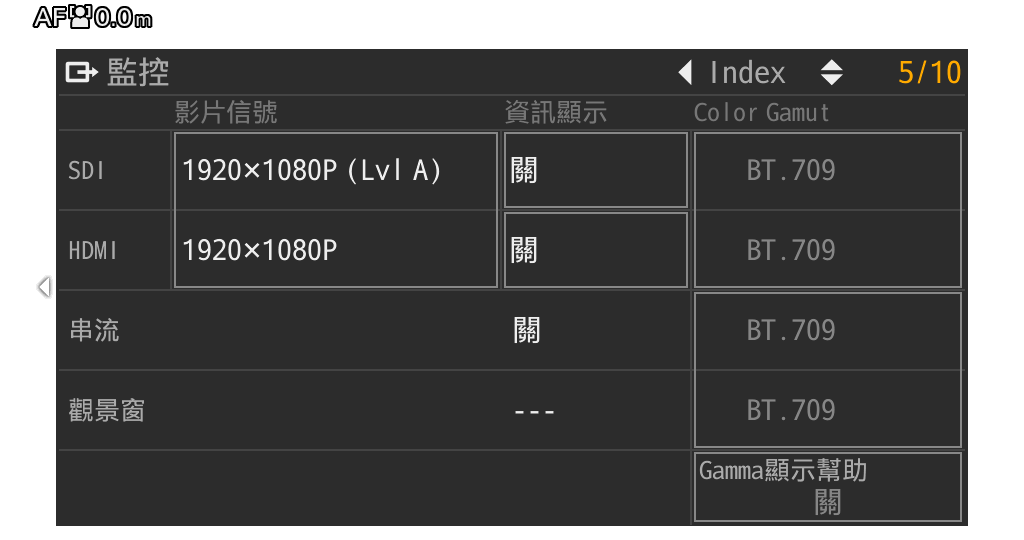 AF 0.0m
監控 Index 5/10
影片信號 資訊顯示 Color Gamut
SDI 1920×1080P (Lvl A) 關 BT.709
HDMI 1920×1080P 關 BT.709
串流 關 BT.709
觀景窗 --- BT.709
Gamma顯示幫助
關